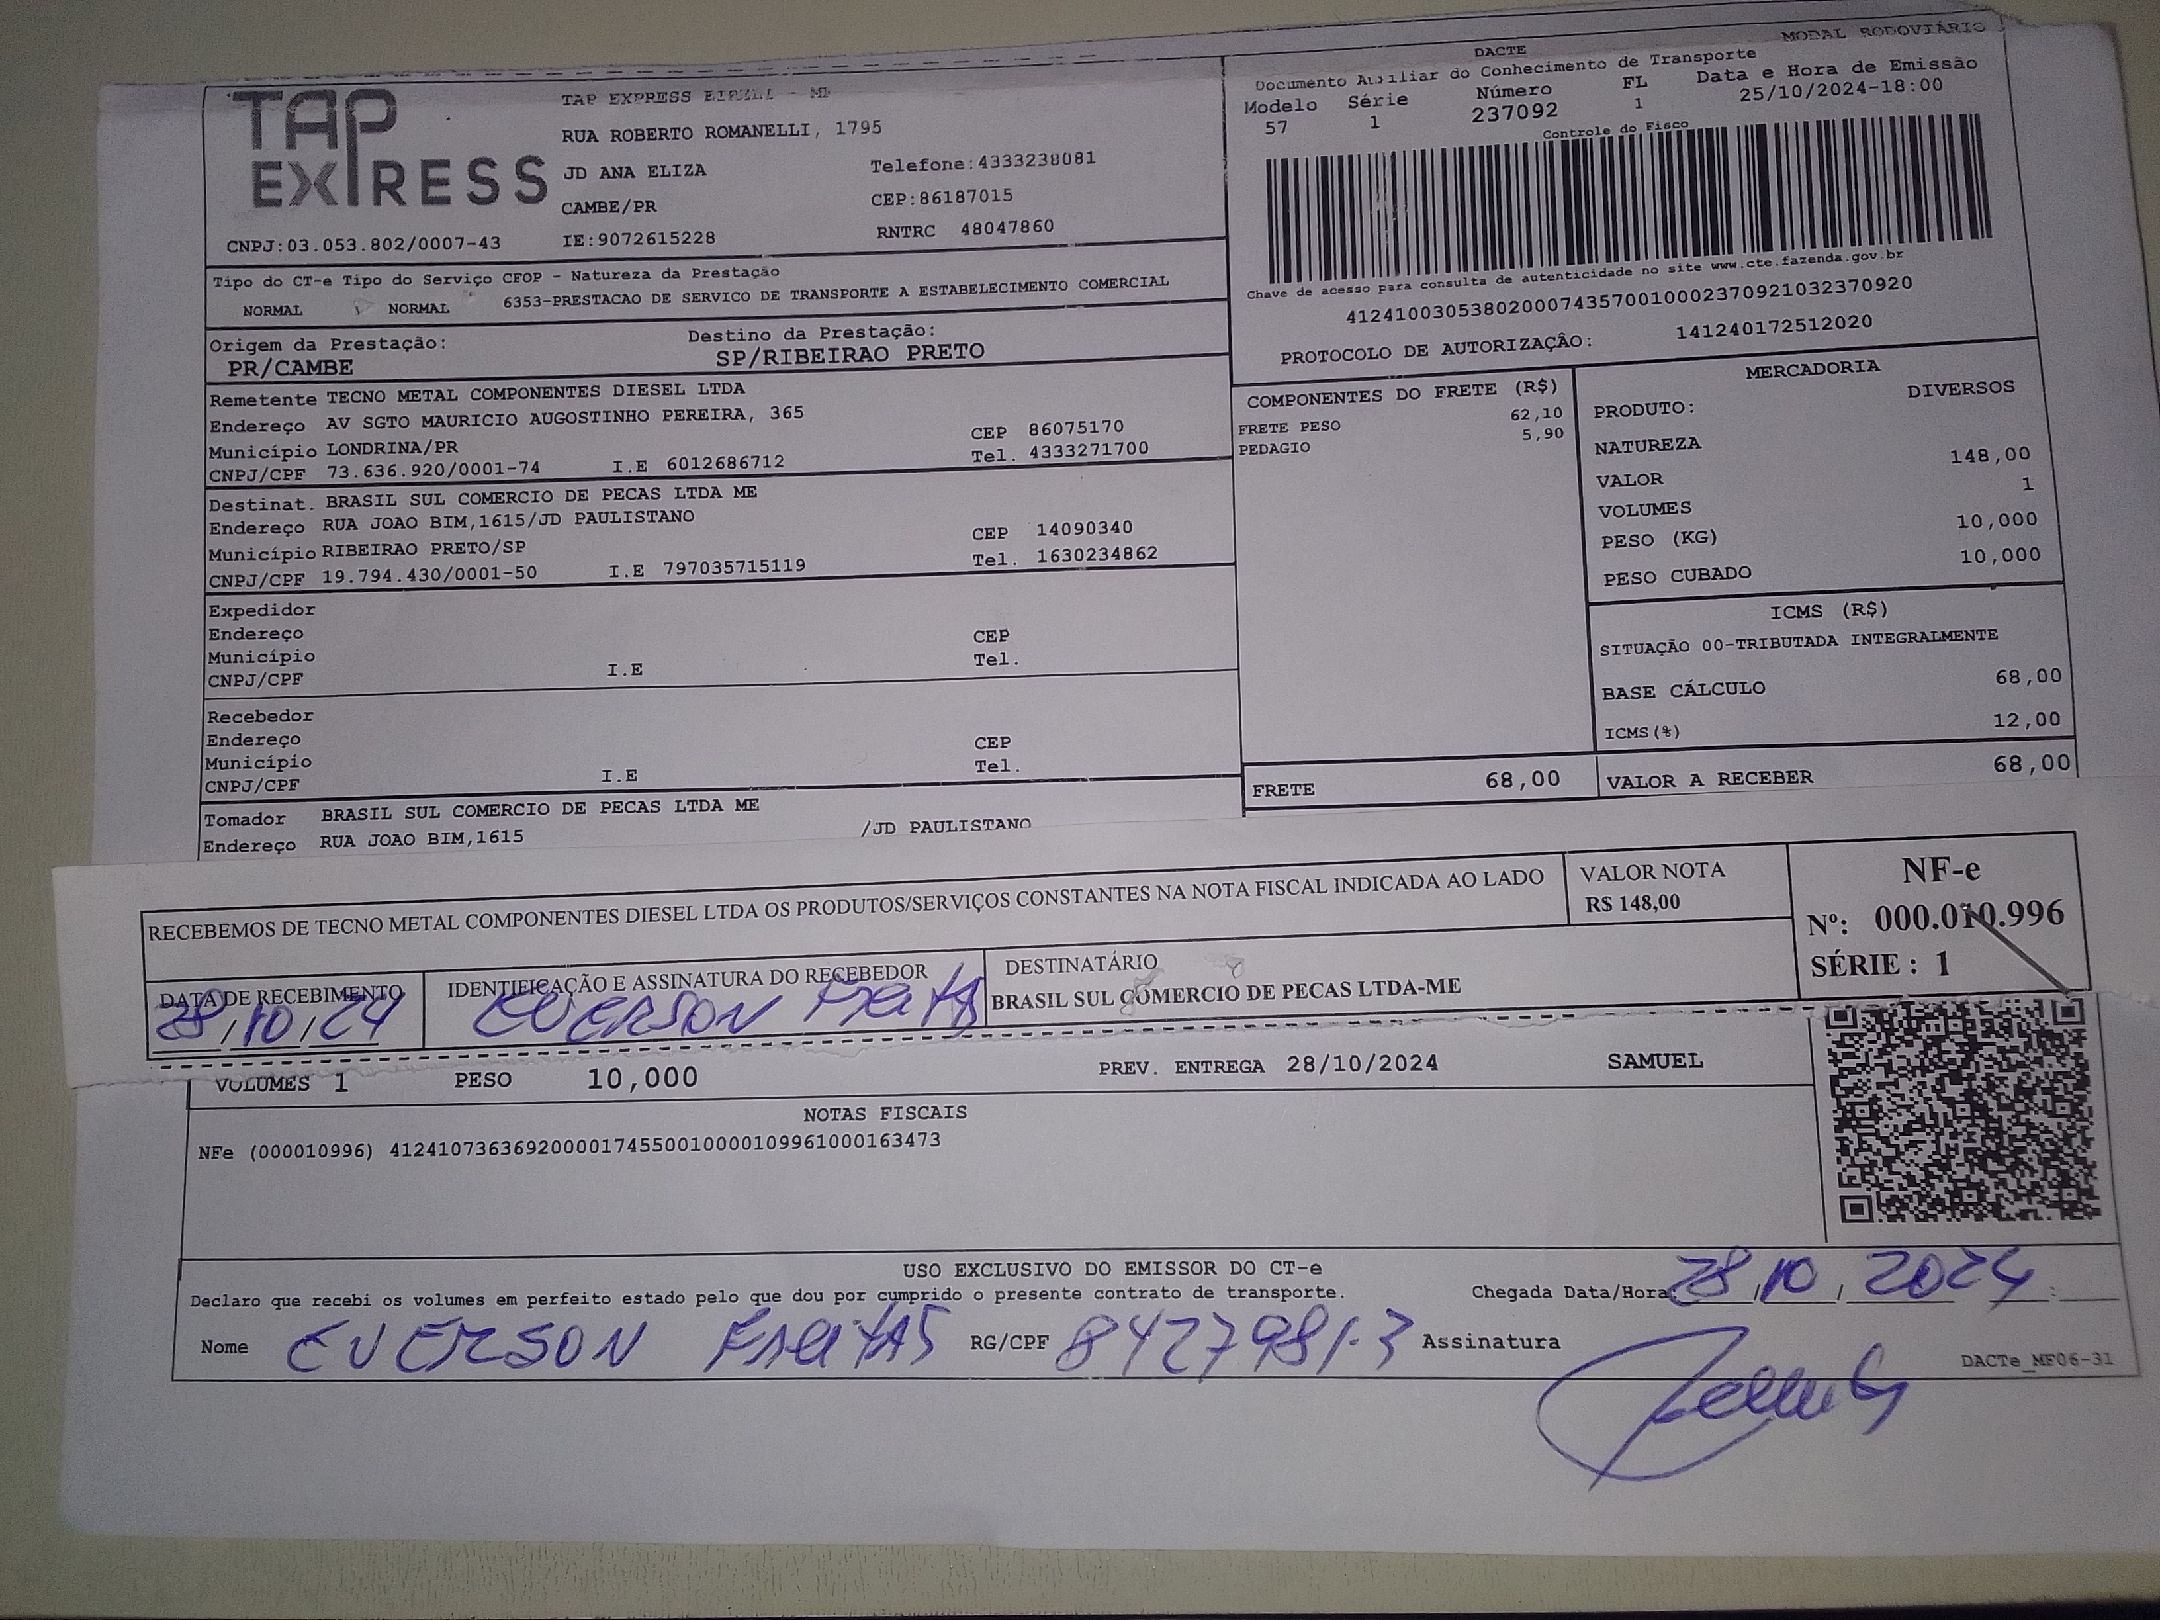 MODAL RODOVIÁRIO
DACTE
Documento Auxiliar do Conhecimento de Transporte
Modelo Série Número FL Data e Hora de Emissão
57 1 237092 1 25/10/2024-18:00
Controle do Fisco
TAP EXPRESS
TAP EXPRESS
RUA ROBERTO ROMANELLI, 1795
JD ANA ELIZA Telefone:4333238081
CAMBE/PR CEP:86187015
CNPJ:03.053.802/0007-43 IE:9072615228 RNTRC 48047860
Chave de acesso para consulta de autenticidade no site www.cte.fazenda.gov.br
41241003053802000743570010002370921032370920
PROTOCOLO DE AUTORIZAÇÃO: 141240172512020
Tipo do CT-e Tipo do Serviço CFOP - Natureza da Prestação
NORMAL NORMAL 6353-PRESTACAO DE SERVICO DE TRANSPORTE A ESTABELECIMENTO COMERCIAL
Origem da Prestação: Destino da Prestação:
PR/CAMBE SP/RIBEIRAO PRETO
Remetente TECNO METAL COMPONENTES DIESEL LTDA
Endereço AV SGTO MAURICIO AUGOSTINHO PEREIRA, 365
Município LONDRINA/PR CEP 86075170
CNPJ/CPF 73.636.920/0001-74 I.E 6012686712 Tel. 4333271700
Destinat. BRASIL SUL COMERCIO DE PECAS LTDA ME
Endereço RUA JOAO BIM,1615/JD PAULISTANO
Município RIBEIRAO PRETO/SP CEP 14090340
CNPJ/CPF 19.794.430/0001-50 I.E 797035715119 Tel. 1630234862
Expedidor
Endereço
Município CEP
CNPJ/CPF I.E Tel.
Recebedor
Endereço
Município CEP
CNPJ/CPF I.E Tel.
Tomador BRASIL SUL COMERCIO DE PECAS LTDA ME
Endereço RUA JOAO BIM,1615 /JD PAULISTANO
COMPONENTES DO FRETE (R$)
FRETE PESO 62,10
PEDAGIO 5,90
FRETE 68,00
MERCADORIA
PRODUTO: DIVERSOS
NATUREZA
VALOR 148,00
VOLUMES 1
PESO (KG) 10,000
PESO CUBADO 10,000
ICMS (R$)
SITUAÇÃO 00-TRIBUTADA INTEGRALMENTE
BASE CÁLCULO 68,00
ICMS(%) 12,00
VALOR A RECEBER 68,00
RECEBEMOS DE TECNO METAL COMPONENTES DIESEL LTDA OS PRODUTOS/SERVIÇOS CONSTANTES NA NOTA FISCAL INDICADA AO LADO
VALOR NOTA
R$ 148,00
NF-e
Nº: 000.010.996
SÉRIE : 1
DATA DE RECEBIMENTO
28/10/24
IDENTIFICAÇÃO E ASSINATURA DO RECEBEDOR
EVERSON FREITAS
DESTINATÁRIO
BRASIL SUL COMERCIO DE PECAS LTDA-ME
VOLUMES 1 PESO 10,000 PREV. ENTREGA 28/10/2024 SAMUEL
NOTAS FISCAIS
NFe (000010996) 41241073636920000174550010000109961000163473
USO EXCLUSIVO DO EMISSOR DO CT-e
Declaro que recebi os volumes em perfeito estado pelo que dou por cumprido o presente contrato de transporte. Chegada Data/Hora 28/10/2024 :
Nome EVERSON FREITAS RG/CPF 8427981-3 Assinatura
DACTe_MF06-31